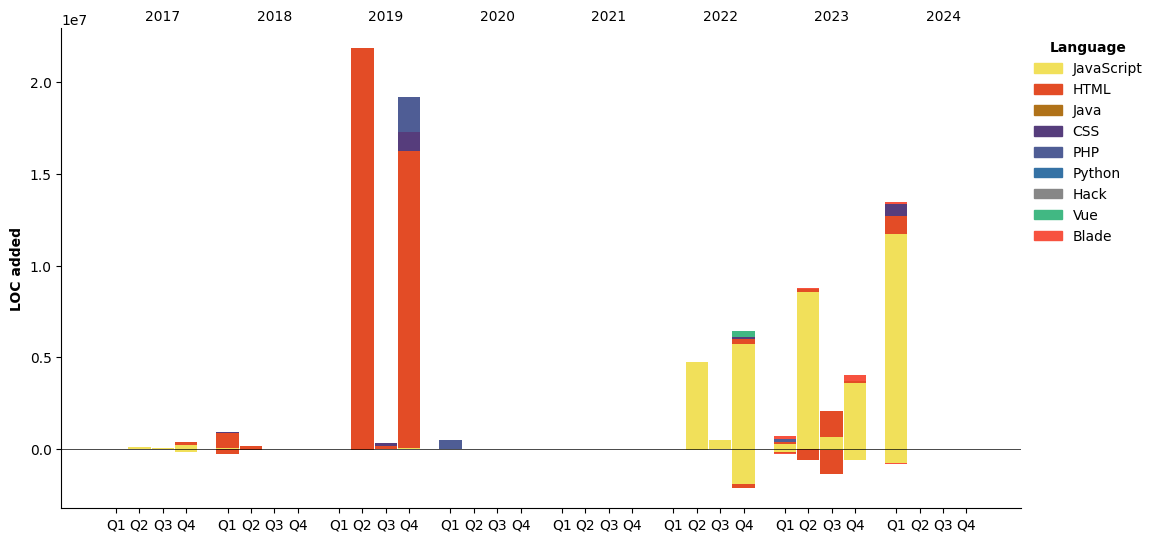 2017 2018 2019 2020 2021 2022 2023 2024
1e7
Language
JavaScript
HTML
Java
CSS
PHP
Python
Hack
Vue
Blade
2.0
1.5
1.0
0.5
0.0
LOC added
Q1 Q2 Q3 Q4 Q1 Q2 Q3 Q4 Q1 Q2 Q3 Q4 Q1 Q2 Q3 Q4 Q1 Q2 Q3 Q4 Q1 Q2 Q3 Q4 Q1 Q2 Q3 Q4 Q1 Q2 Q3 Q4